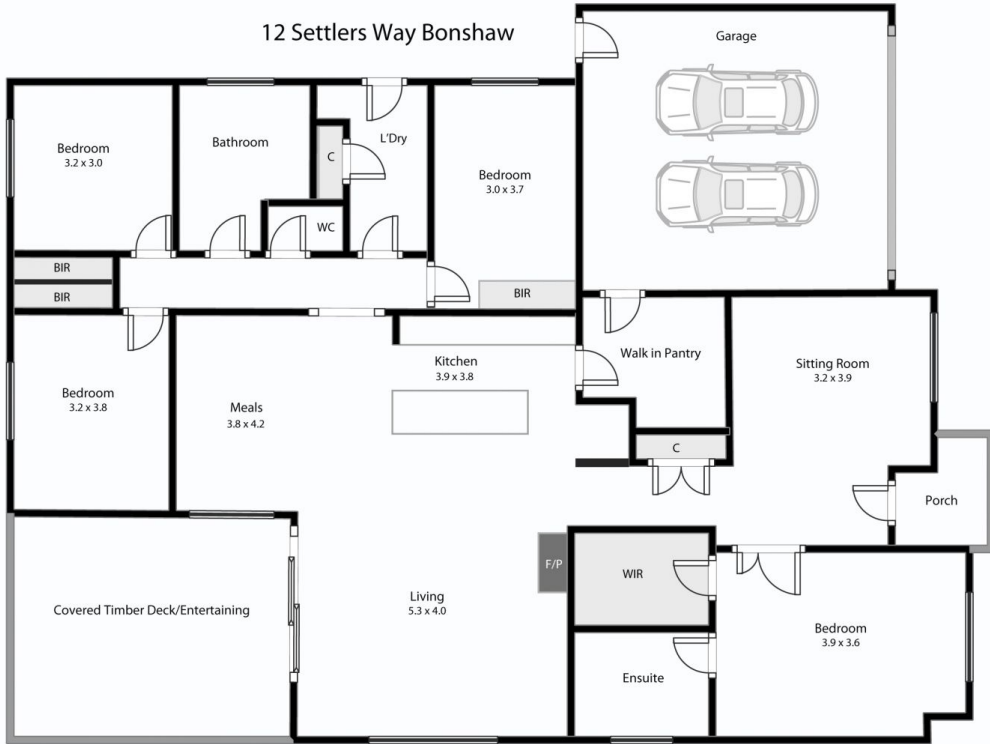 12 Settlers Way Bonshaw
Garage
Bedroom
3.2 x 3.0
Bathroom
C
L'Dry
Bedroom
3.0 x 3.7
WC
BIR
BIR
BIR
Walk in Pantry
Sitting Room
3.2 x 3.9
Kitchen
3.9 x 3.8
Bedroom
3.2 x 3.8
Meals
3.8 x 4.2
C
Porch
F/P
WIR
Covered Timber Deck/Entertaining
Living
5.3 x 4.0
Bedroom
3.9 x 3.6
Ensuite